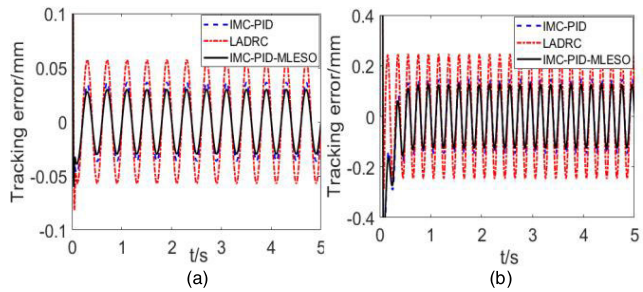 Tracking error/mm
0.1
0.05
0
-0.05
-0.1
IMC-PID
LADRC
IMC-PID-MLESO
0 1 2 3 4 5
t/s
(a)
Tracking error/mm
0.4
0.2
0
-0.2
-0.4
IMC-PID
LADRC
IMC-PID-MLESO
0 1 2 3 4 5
t/s
(b)